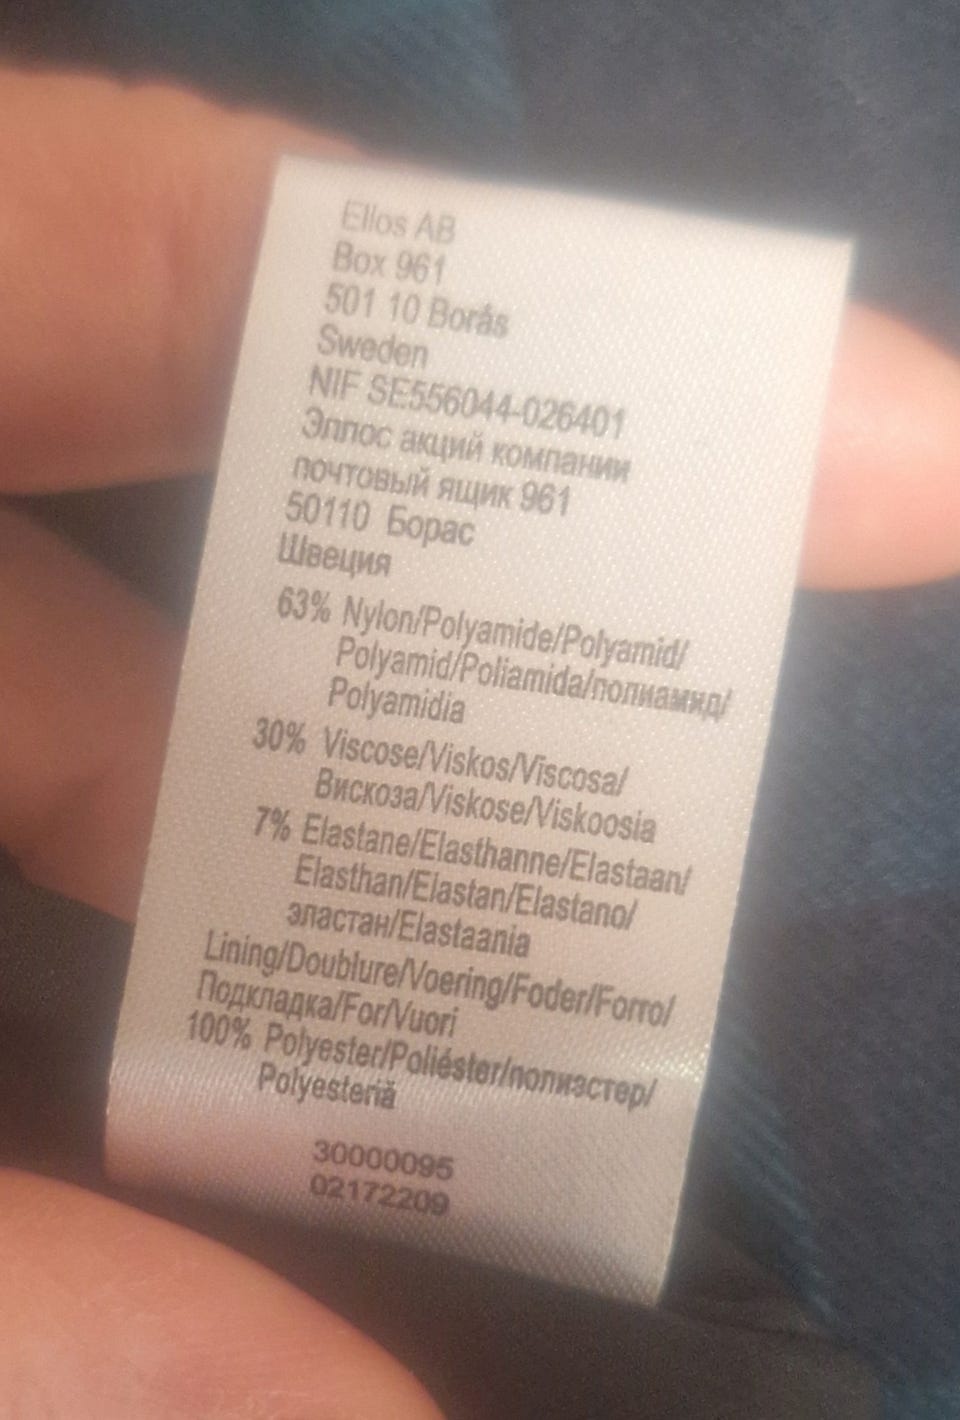 Ellos AB
Box 961
501 10 Borås
Sweden
NIF SE556044-026401
Эллос акций компании
почтовый ящик 961
50110 Борас
Швеция
63% Nylon/Polyamide/Polyamid/
Polyamid/Poliamida/полиамид/
Polyamidia
30% Viscose/Viskos/Viscosa/
Вискоза/Viskose/Viskoosia
7% Elastane/Elasthanne/Elastaan/
Elasthan/Elastan/Elastano/
эластан/Elastaania
Lining/Doublure/Voering/Foder/Forro/
Подкладка/For/Vuori
100% Polyester/Poliéster/полиэстер/
Polyesteriä
30000095
02172209